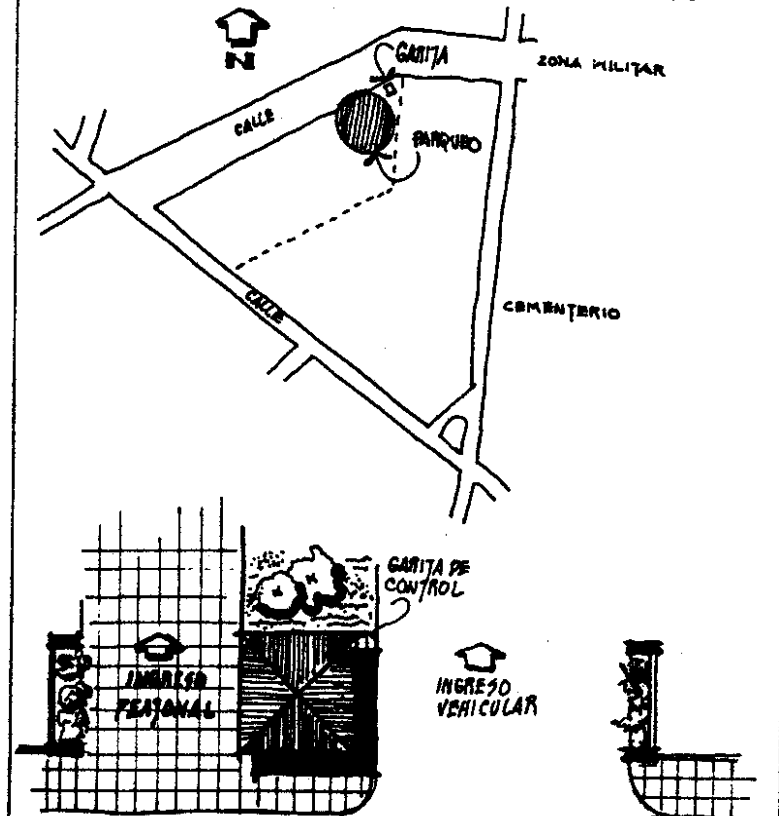 N
GARITA
ZONA MILITAR
CALLE
PARQUEO
CALLE
CEMENTERIO
GARITA DE
CONTROL
INGRESO
PEATONAL
INGRESO
VEHICULAR